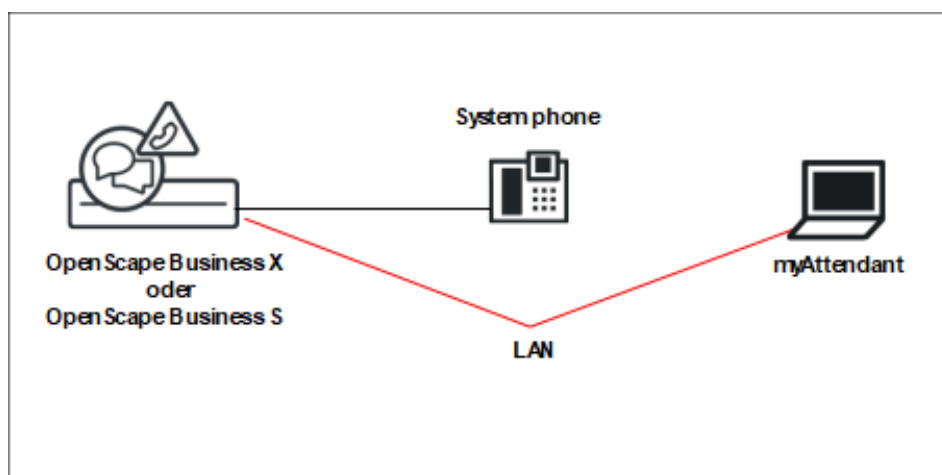 System phone
OpenScape Business X
oder
OpenScape Business S
myAttendant
LAN